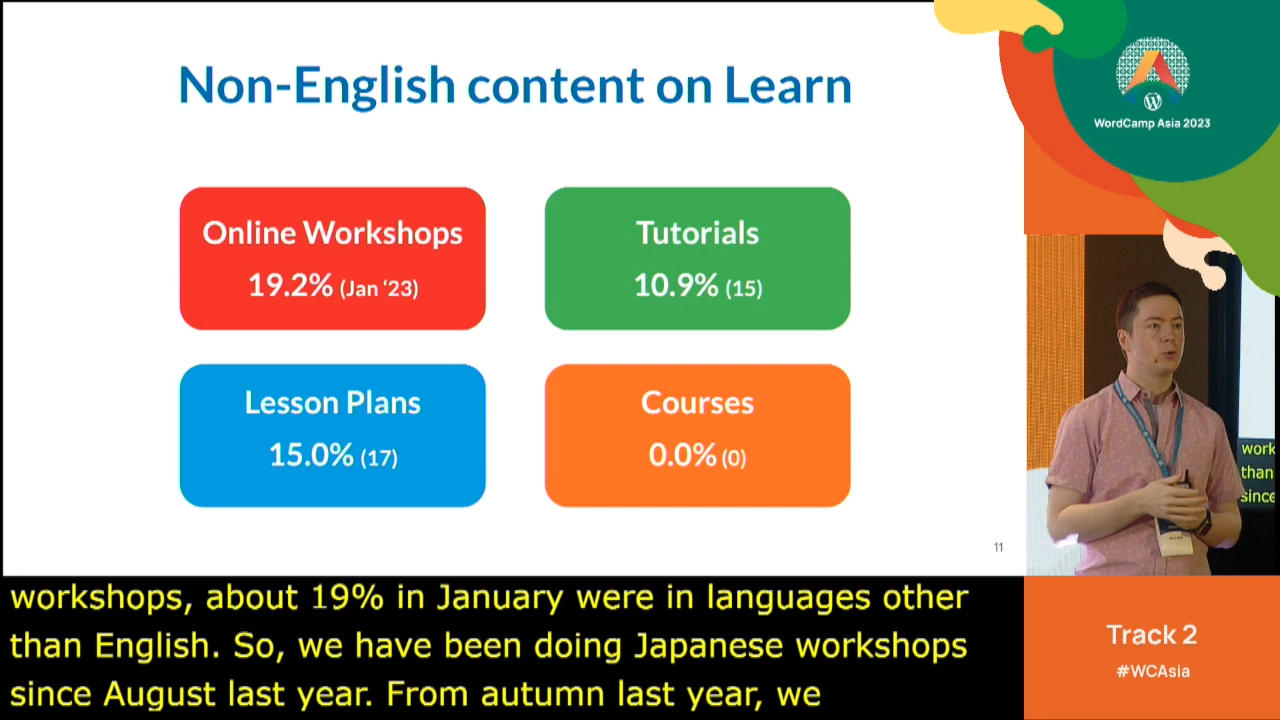 Non-English content on Learn
Online Workshops
19.2% (Jan ‘23)
Tutorials
10.9% (15)
Lesson Plans
15.0% (17)
Courses
0.0% (0)
11
workshops, about 19% in January were in languages other
than English. So, we have been doing Japanese workshops
since August last year. From autumn last year, we
WordCamp Asia 2023
work
than
since
Track 2
#WCAsia